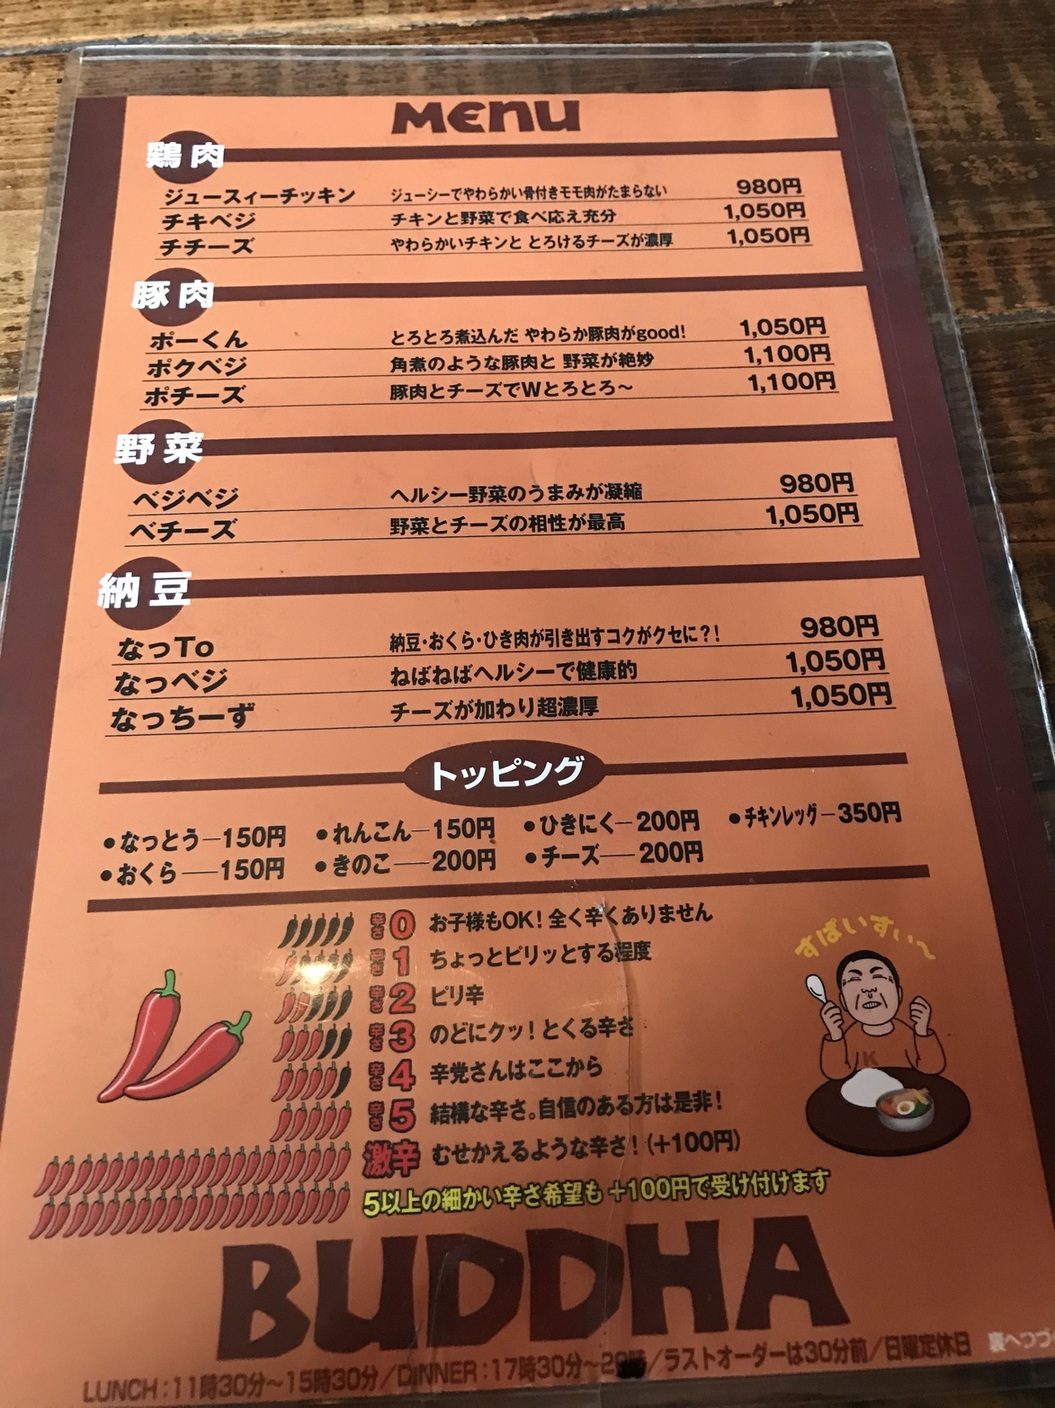 MENU
鶏肉
ジュースィーチッキン ジューシーでやわらかい骨付きモモ肉がたまらない 980円
チキベジ チキンと野菜で食べ応え充分 1,050円
チチーズ やわらかいチキンと とろけるチーズが濃厚 1,050円
豚肉
ポーくん とろとろ煮込んだ やわらか豚肉がgood! 1,050円
ポクベジ 角煮のような豚肉と 野菜が絶妙 1,100円
ポチーズ 豚肉とチーズでWとろとろ〜 1,100円
野菜
ベジベジ ヘルシー野菜のうまみが凝縮 980円
ベチーズ 野菜とチーズの相性が最高 1,050円
納豆
なっTo 納豆・おくら・ひき肉が引き出すコクがクセに?! 980円
なっベジ ねばねばヘルシーで健康的 1,050円
なっちーず チーズが加わり超濃厚 1,050円
トッピング
●なっとう—150円 ●れんこん—150円 ●ひきにく—200円 ●チキンレッグ—350円
●おくら—150円 ●きのこ—200円 ●チーズ—200円
辛さ0 お子様もOK! 全く辛くありません
辛さ1 ちょっとピリッとする程度
辛さ2 ピリ辛
辛さ3 のどにクッ! とくる辛さ
辛さ4 辛党さんはここから
辛さ5 結構な辛さ。自信のある方は是非!
激辛 むせかえるような辛さ! (+100円)
5以上の細かい辛さ希望も +100円で受け付けます
すぱいすぃ〜
K
BUDDHA
LUNCH:11時30分〜15時30分/DINNER:17時30分〜20時/ラストオーダーは30分前/日曜定休日
裏へつづ